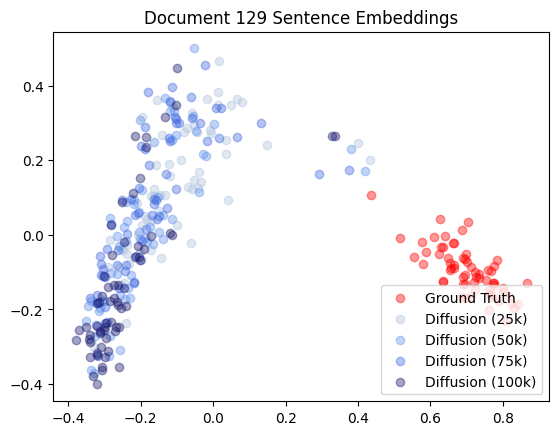 Document 129 Sentence Embeddings
0.4
0.2
0.0
−0.2
−0.4
−0.4
−0.2
0.0
0.2
0.4
0.6
0.8
Ground Truth
Diffusion (25k)
Diffusion (50k)
Diffusion (75k)
Diffusion (100k)